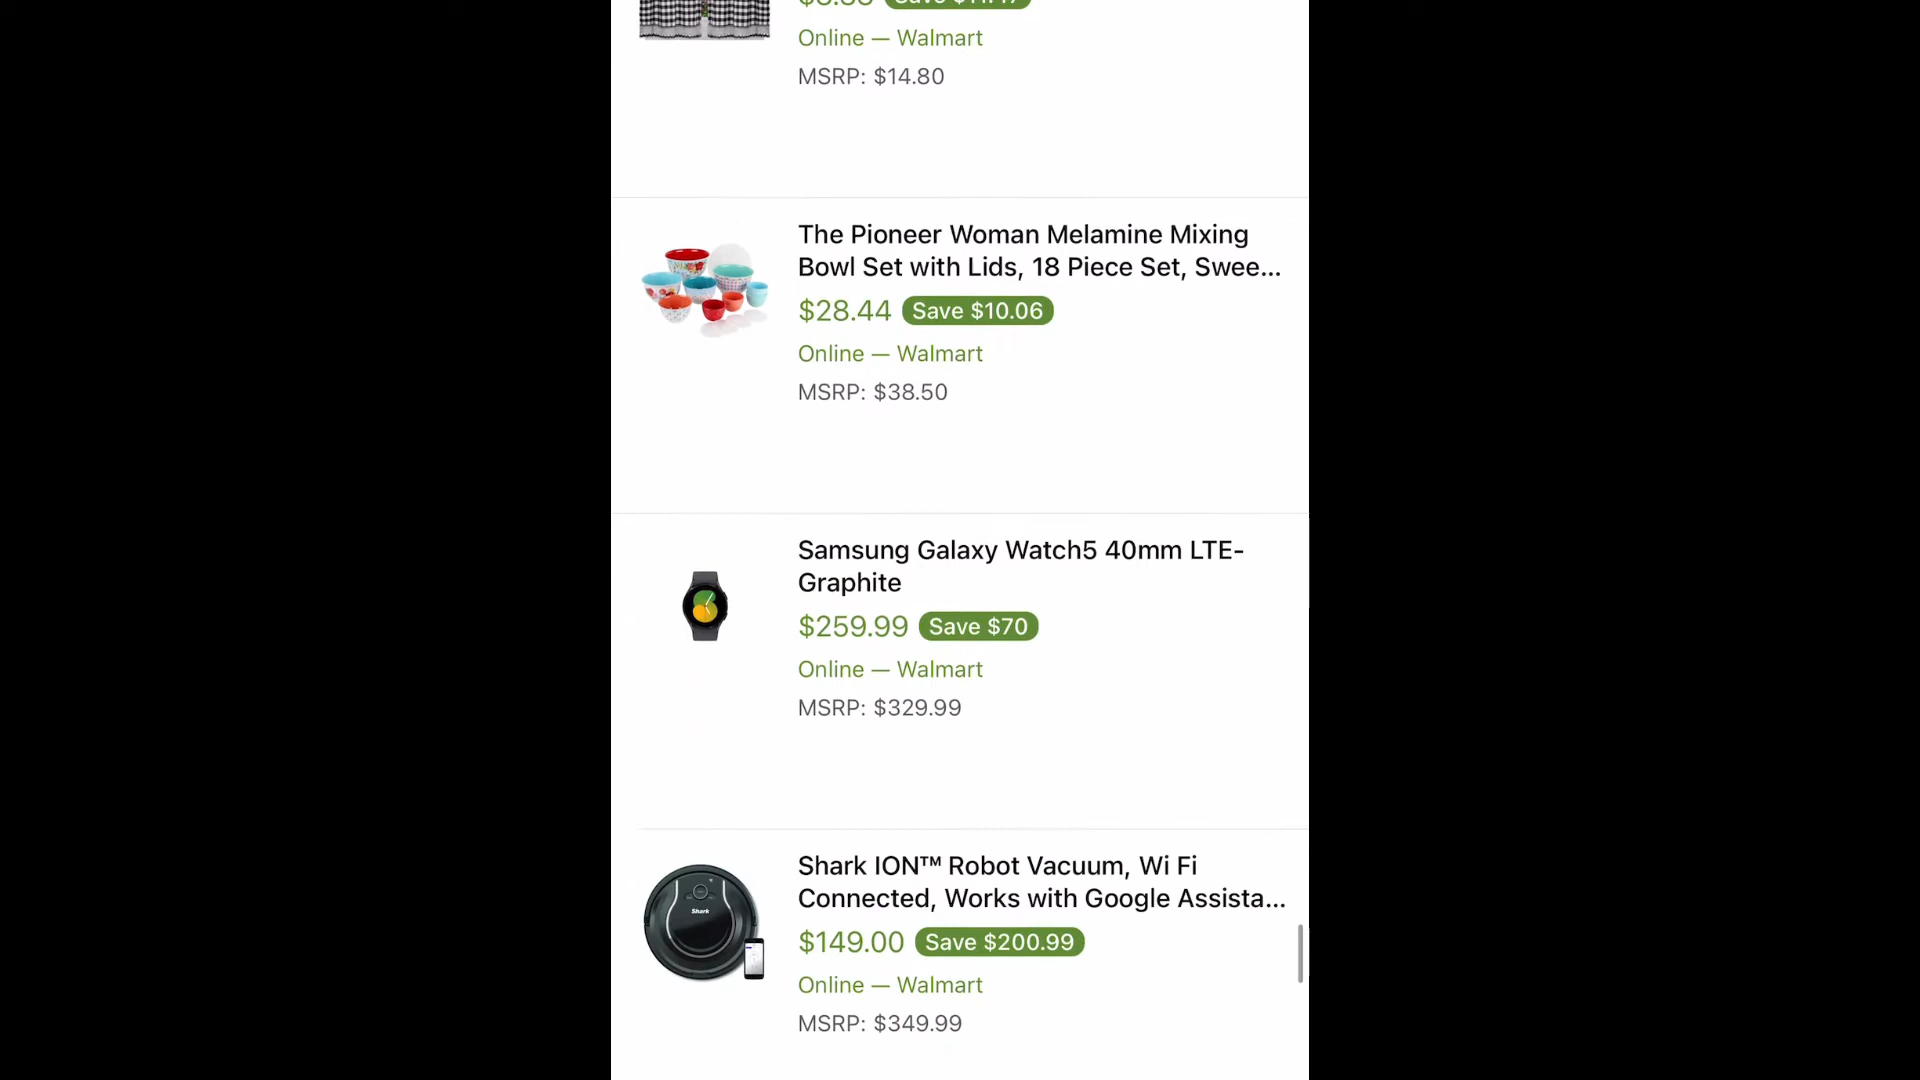 Online — Walmart
MSRP: $14.80
The Pioneer Woman Melamine Mixing
Bowl Set with Lids, 18 Piece Set, Swee...
$28.44 Save $10.06
Online — Walmart
MSRP: $38.50
Samsung Galaxy Watch5 40mm LTE-
Graphite
$259.99 Save $70
Online — Walmart
MSRP: $329.99
Shark
Shark ION™ Robot Vacuum, Wi Fi
Connected, Works with Google Assista...
$149.00 Save $200.99
Online — Walmart
MSRP: $349.99